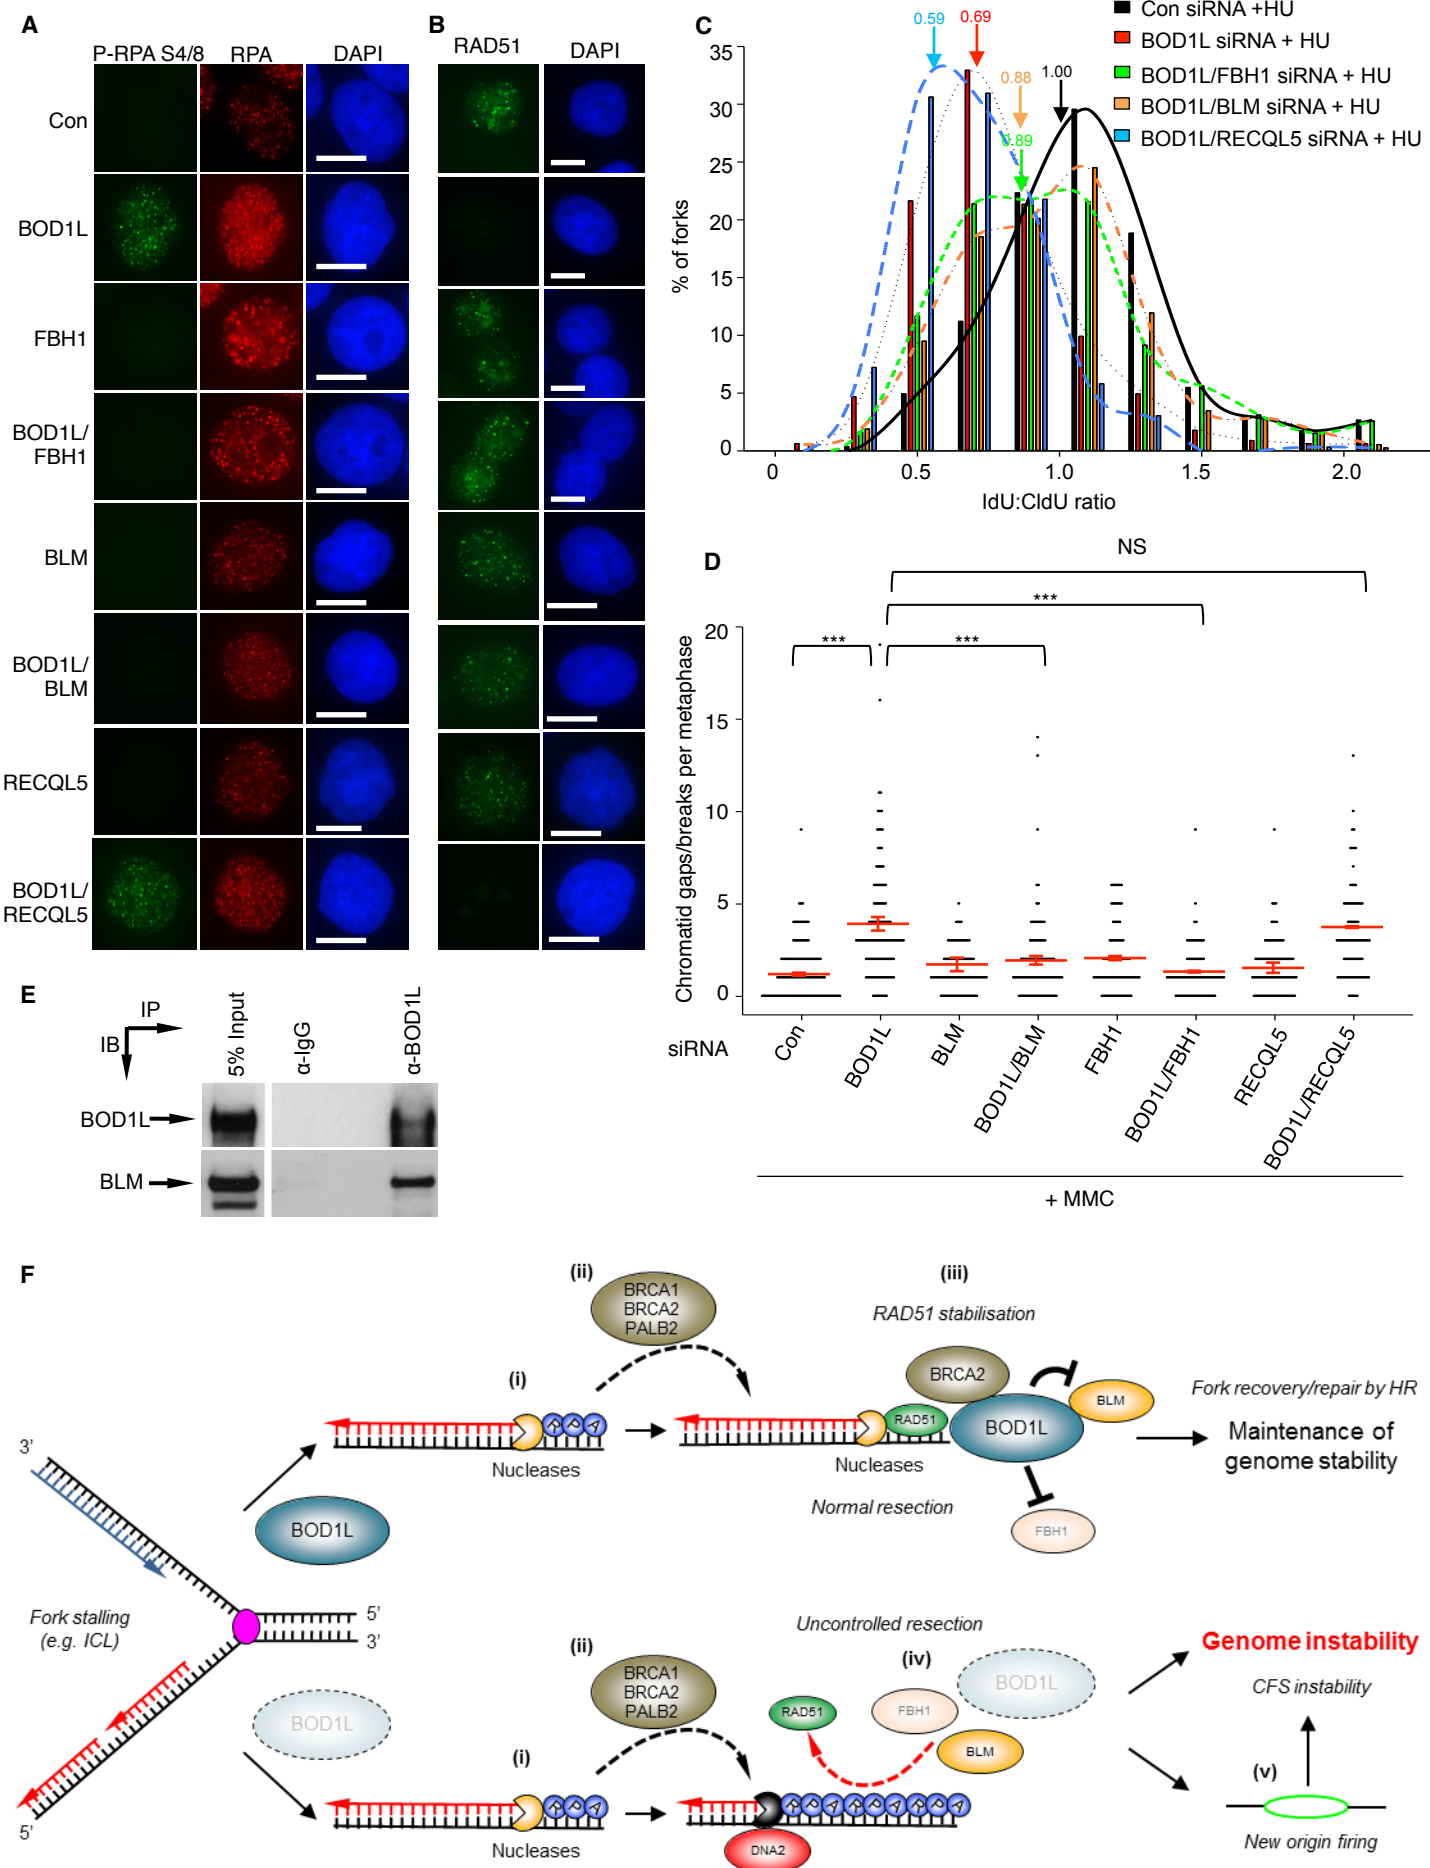 A
P-RPA S4/8 RPA DAPI
Con
BOD1L
FBH1
BOD1L/
FBH1
BLM
BOD1L/
BLM
RECQL5
BOD1L/
RECQL5
B
RAD51 DAPI
C
Con siRNA +HU
BOD1L siRNA + HU
BOD1L/FBH1 siRNA + HU
BOD1L/BLM siRNA + HU
BOD1L/RECQL5 siRNA + HU
0.59
0.69
0.88
1.00
0.89
% of forks
35
30
25
20
15
10
5
0
0 0.5 1.0 1.5 2.0
IdU:CldU ratio
D
NS
***
*** ***
Chromatid gaps/breaks per metaphase
20
15
10
5
0
siRNA
Con
BOD1L
BLM
BOD1L/BLM
FBH1
BOD1L/FBH1
RECQL5
BOD1L/RECQL5
+ MMC
E
IP
IB
5% Input
α-IgG
α-BOD1L
BOD1L
BLM
F
3'
Fork stalling
(e.g. ICL)
5'
3'
5'
BOD1L
(i)
RPA
Nucleases
(ii)
BRCA1
BRCA2
PALB2
(iii)
RAD51 stabilisation
BRCA2
RAD51
BOD1L
BLM
FBH1
Nucleases
Normal resection
Fork recovery/repair by HR
Maintenance of
genome stability
BOD1L
(i)
RPA
Nucleases
(ii)
BRCA1
BRCA2
PALB2
Uncontrolled resection
(iv)
RAD51
FBH1
BOD1L
BLM
RPARPARPA
DNA2
Genome instability
CFS instability
(v)
New origin firing